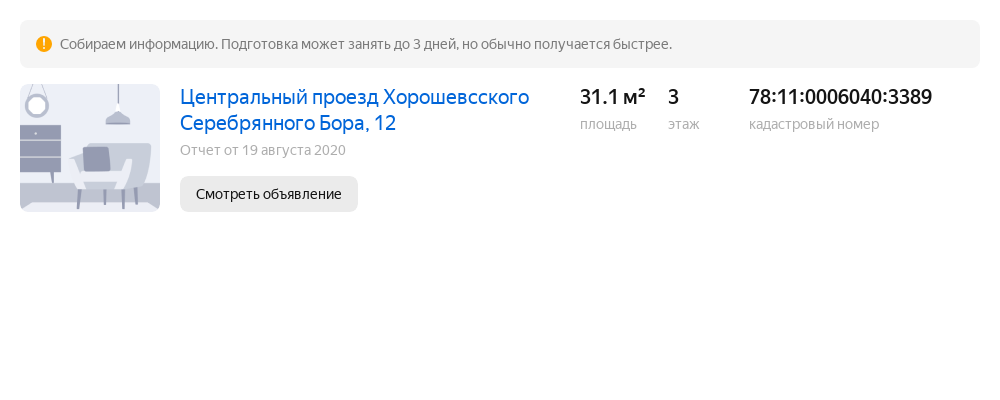 Собираем информацию. Подготовка может занять до 3 дней, но обычно получается быстрее.
Центральный проезд Хорошевсского
Серебрянного Бора, 12
Отчет от 19 августа 2020
Смотреть объявление
31.1 м²
площадь
3
этаж
78:11:0006040:3389
кадастровый номер